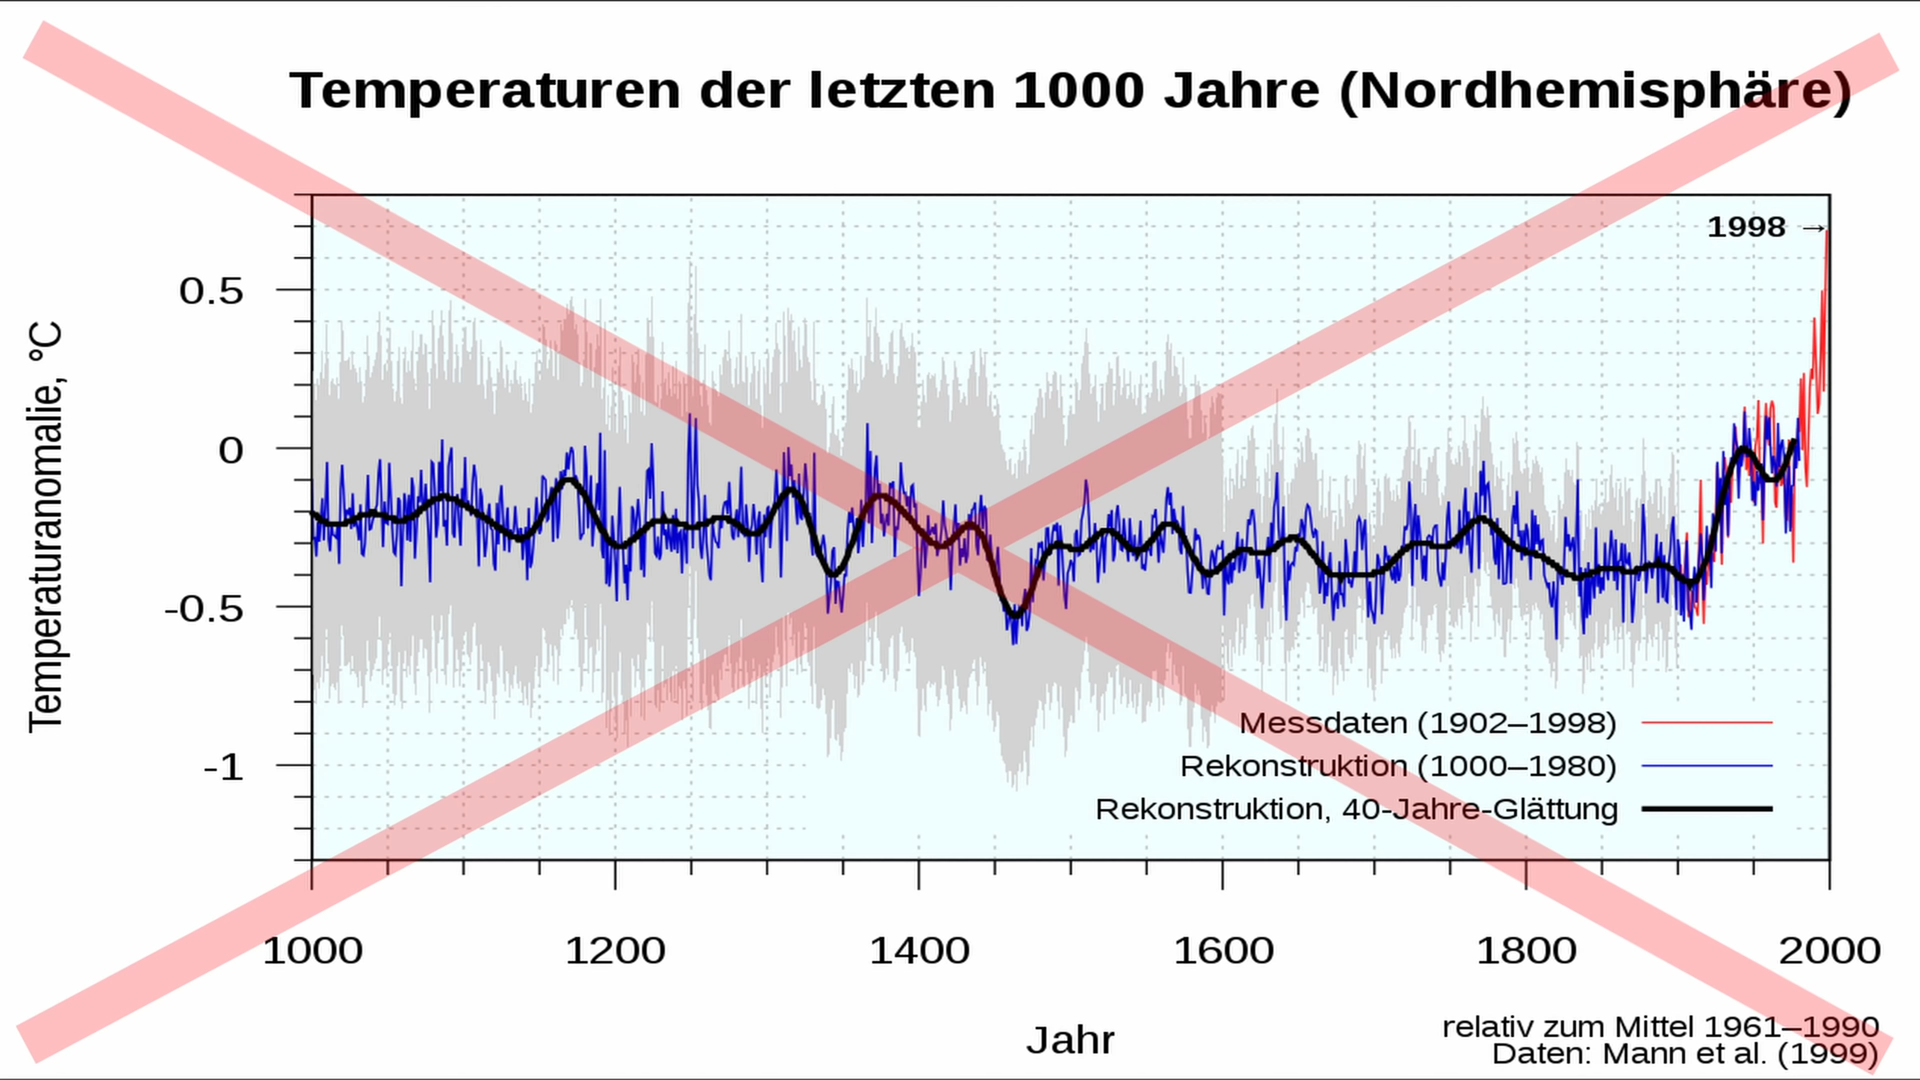 Temperaturen der letzten 1000 Jahre (Nordhemisphäre)
1998 →
0.5
0
-0.5
-1
Temperaturanomalie, °C
Messdaten (1902–1998)
Rekonstruktion (1000–1980)
Rekonstruktion, 40-Jahre-Glättung
1000 1200 1400 1600 1800 2000
Jahr
relativ zum Mittel 1961–1990
Daten: Mann et al. (1999)